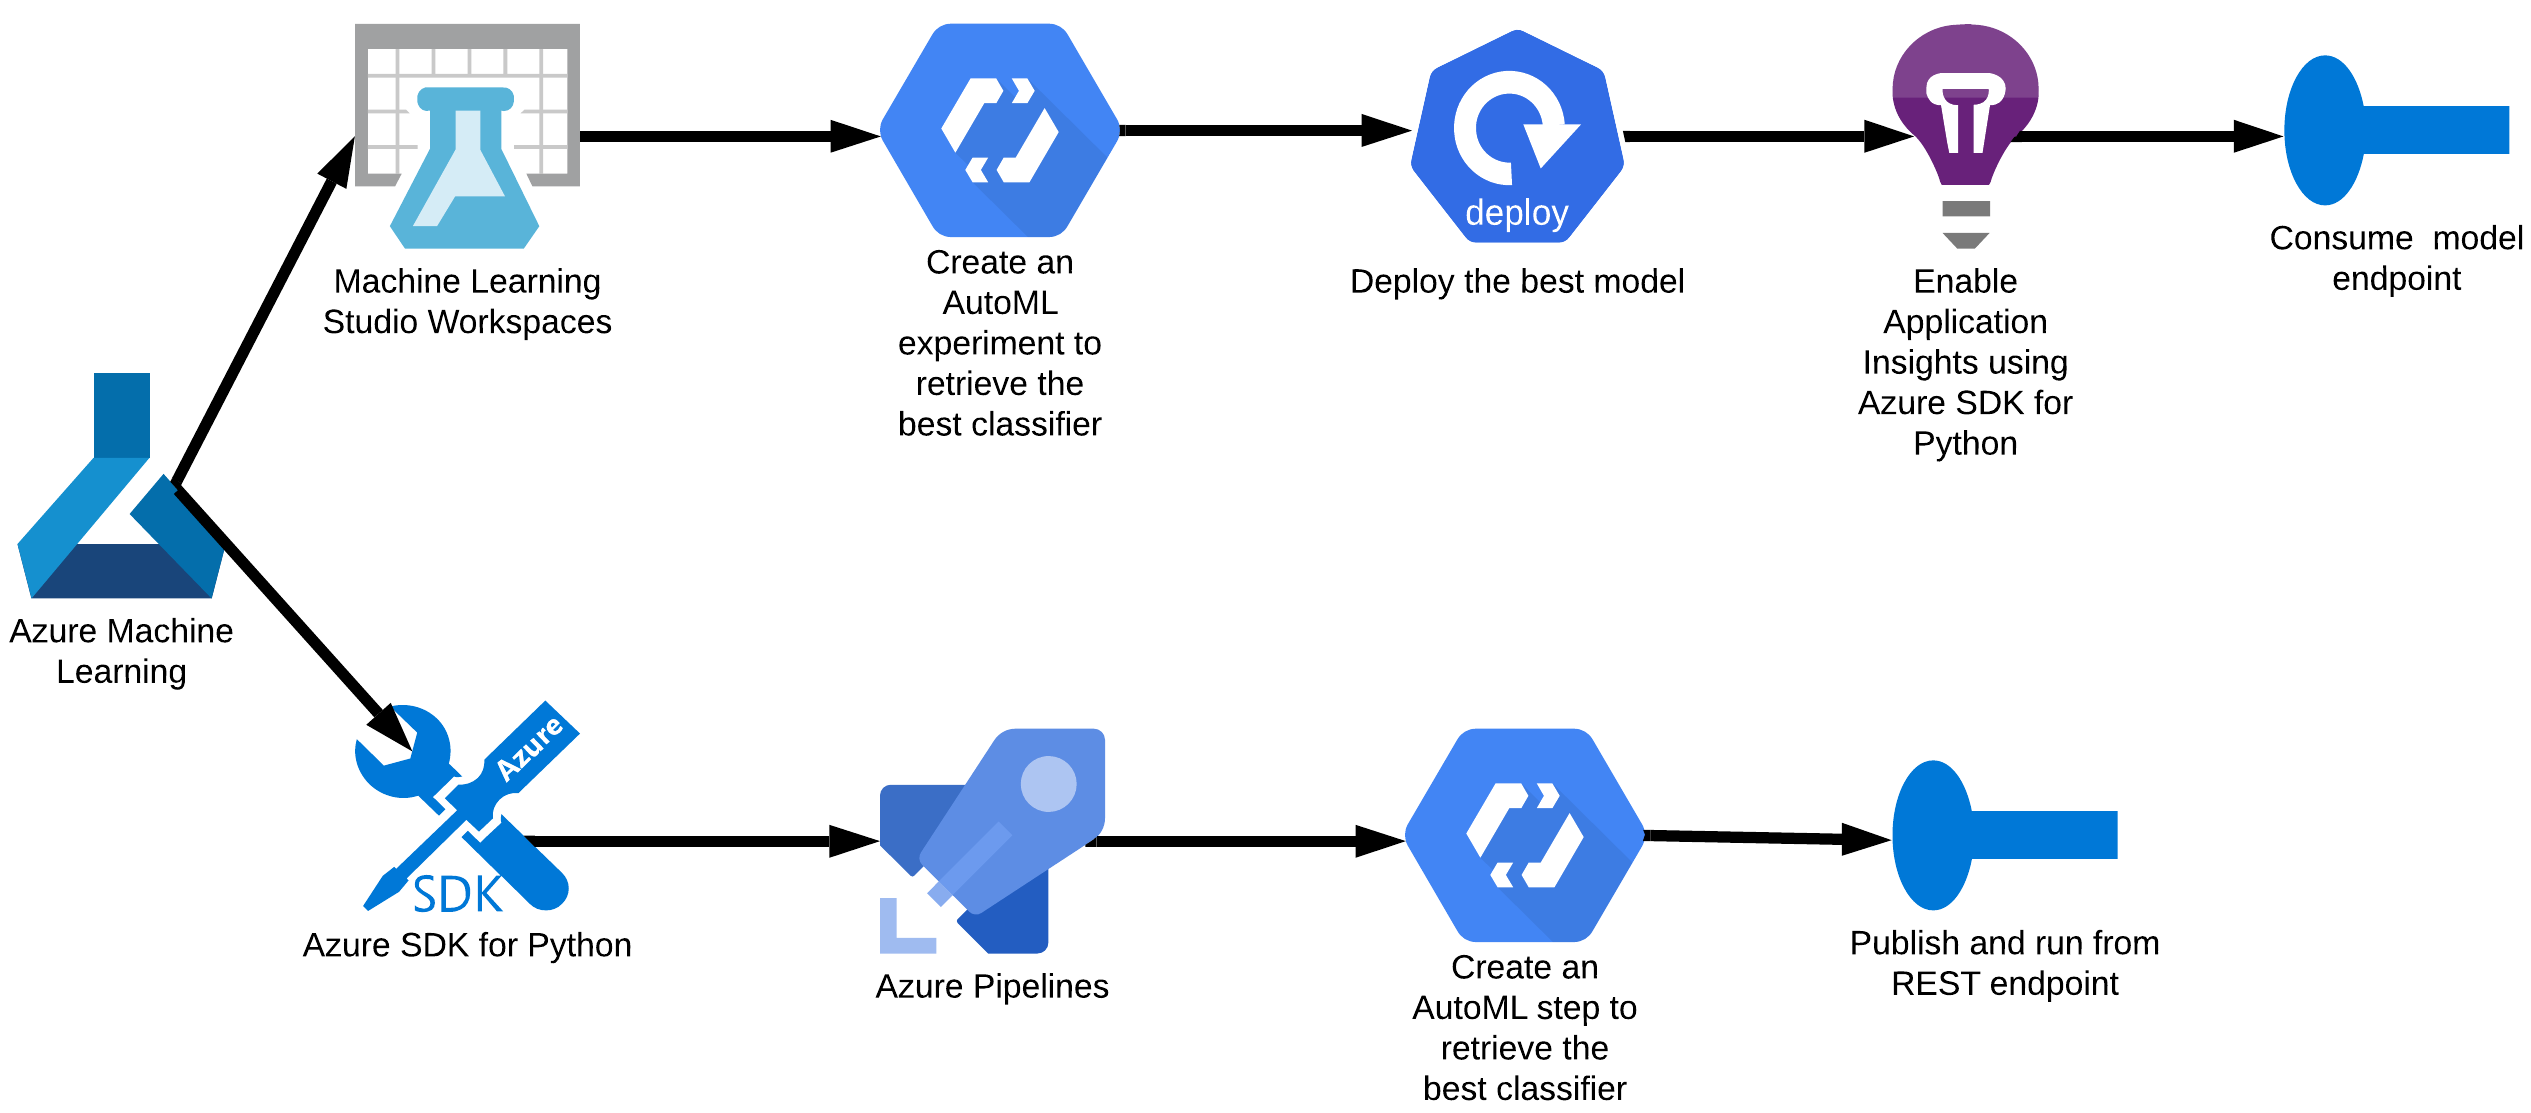 deploy
Machine Learning
Studio Workspaces
Create an
AutoML
experiment to
retrieve the
best classifier
Deploy the best model
Enable
Application
Insights using
Azure SDK for
Python
Consume  model
endpoint
Azure Machine
Learning
Azure
SDK
Azure SDK for Python
Azure Pipelines
Create an
AutoML step to
retrieve the
best classifier
Publish and run from
REST endpoint